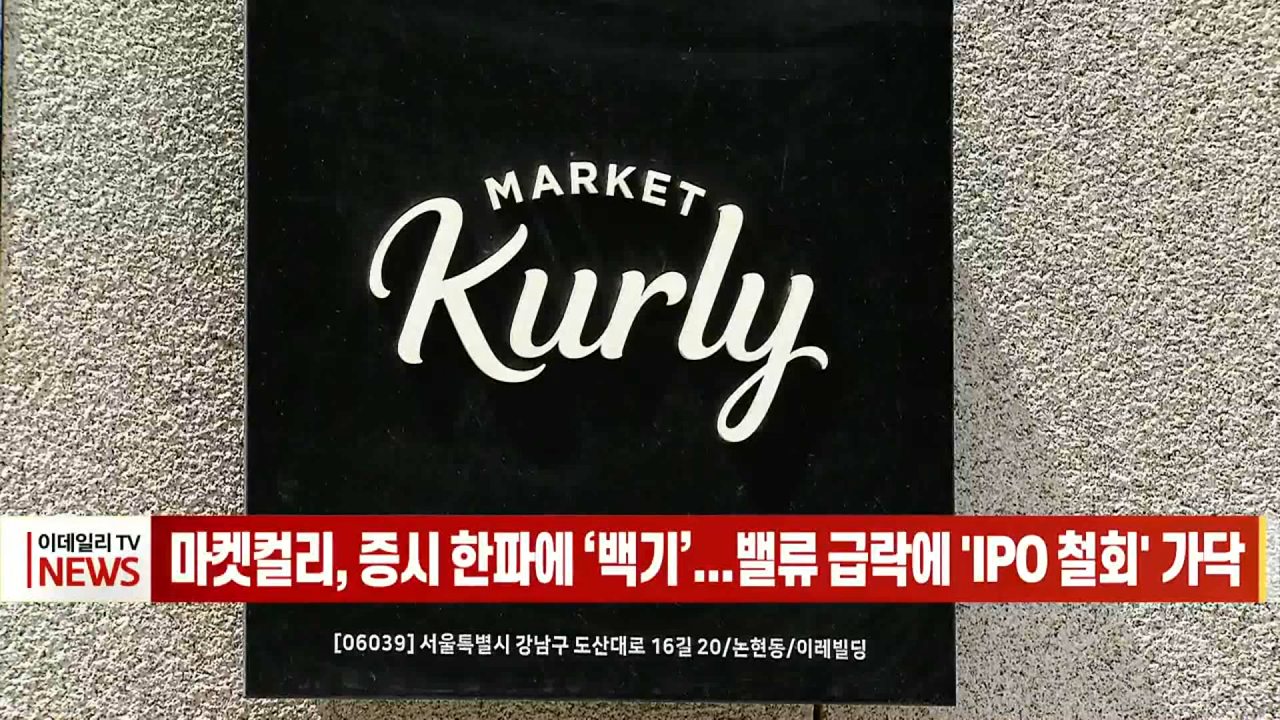 MARKET
Kurly
이데일리 TV
NEWS
마켓컬리, 증시 한파에 ‘백기’...밸류 급락에 'IPO 철회' 가닥
[06039] 서울특별시 강남구 도산대로 16길 20/논현동/이레빌딩